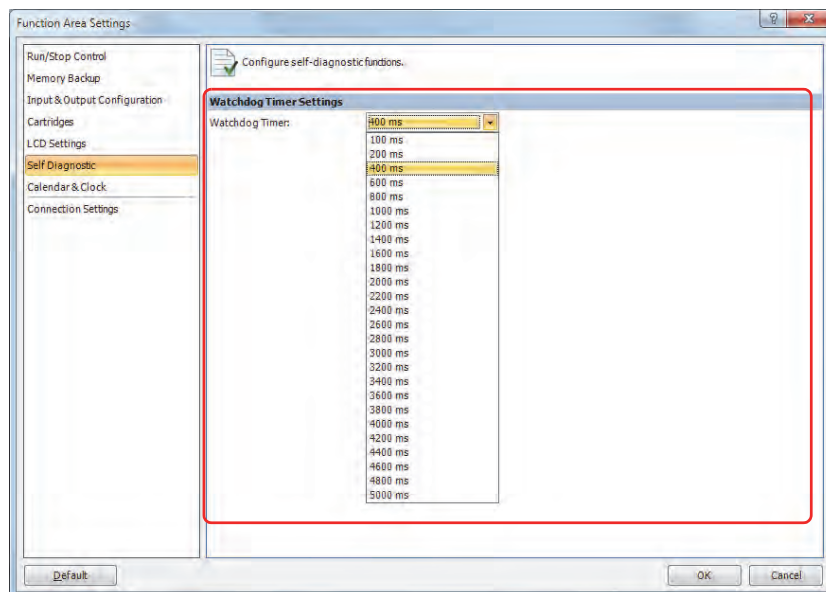 Function Area Settings
Run/Stop Control
Memory Backup
Input & Output Configuration
Cartridges
LCD Settings
Self Diagnostic
Calendar & Clock
Connection Settings
Configure self-diagnostic functions.
Watchdog Timer Settings
Watchdog Timer: 400 ms
100 ms
200 ms
400 ms
600 ms
800 ms
1000 ms
1200 ms
1400 ms
1600 ms
1800 ms
2000 ms
2200 ms
2400 ms
2600 ms
2800 ms
3000 ms
3200 ms
3400 ms
3600 ms
3800 ms
4000 ms
4200 ms
4400 ms
4600 ms
4800 ms
5000 ms
Default
OK
Cancel